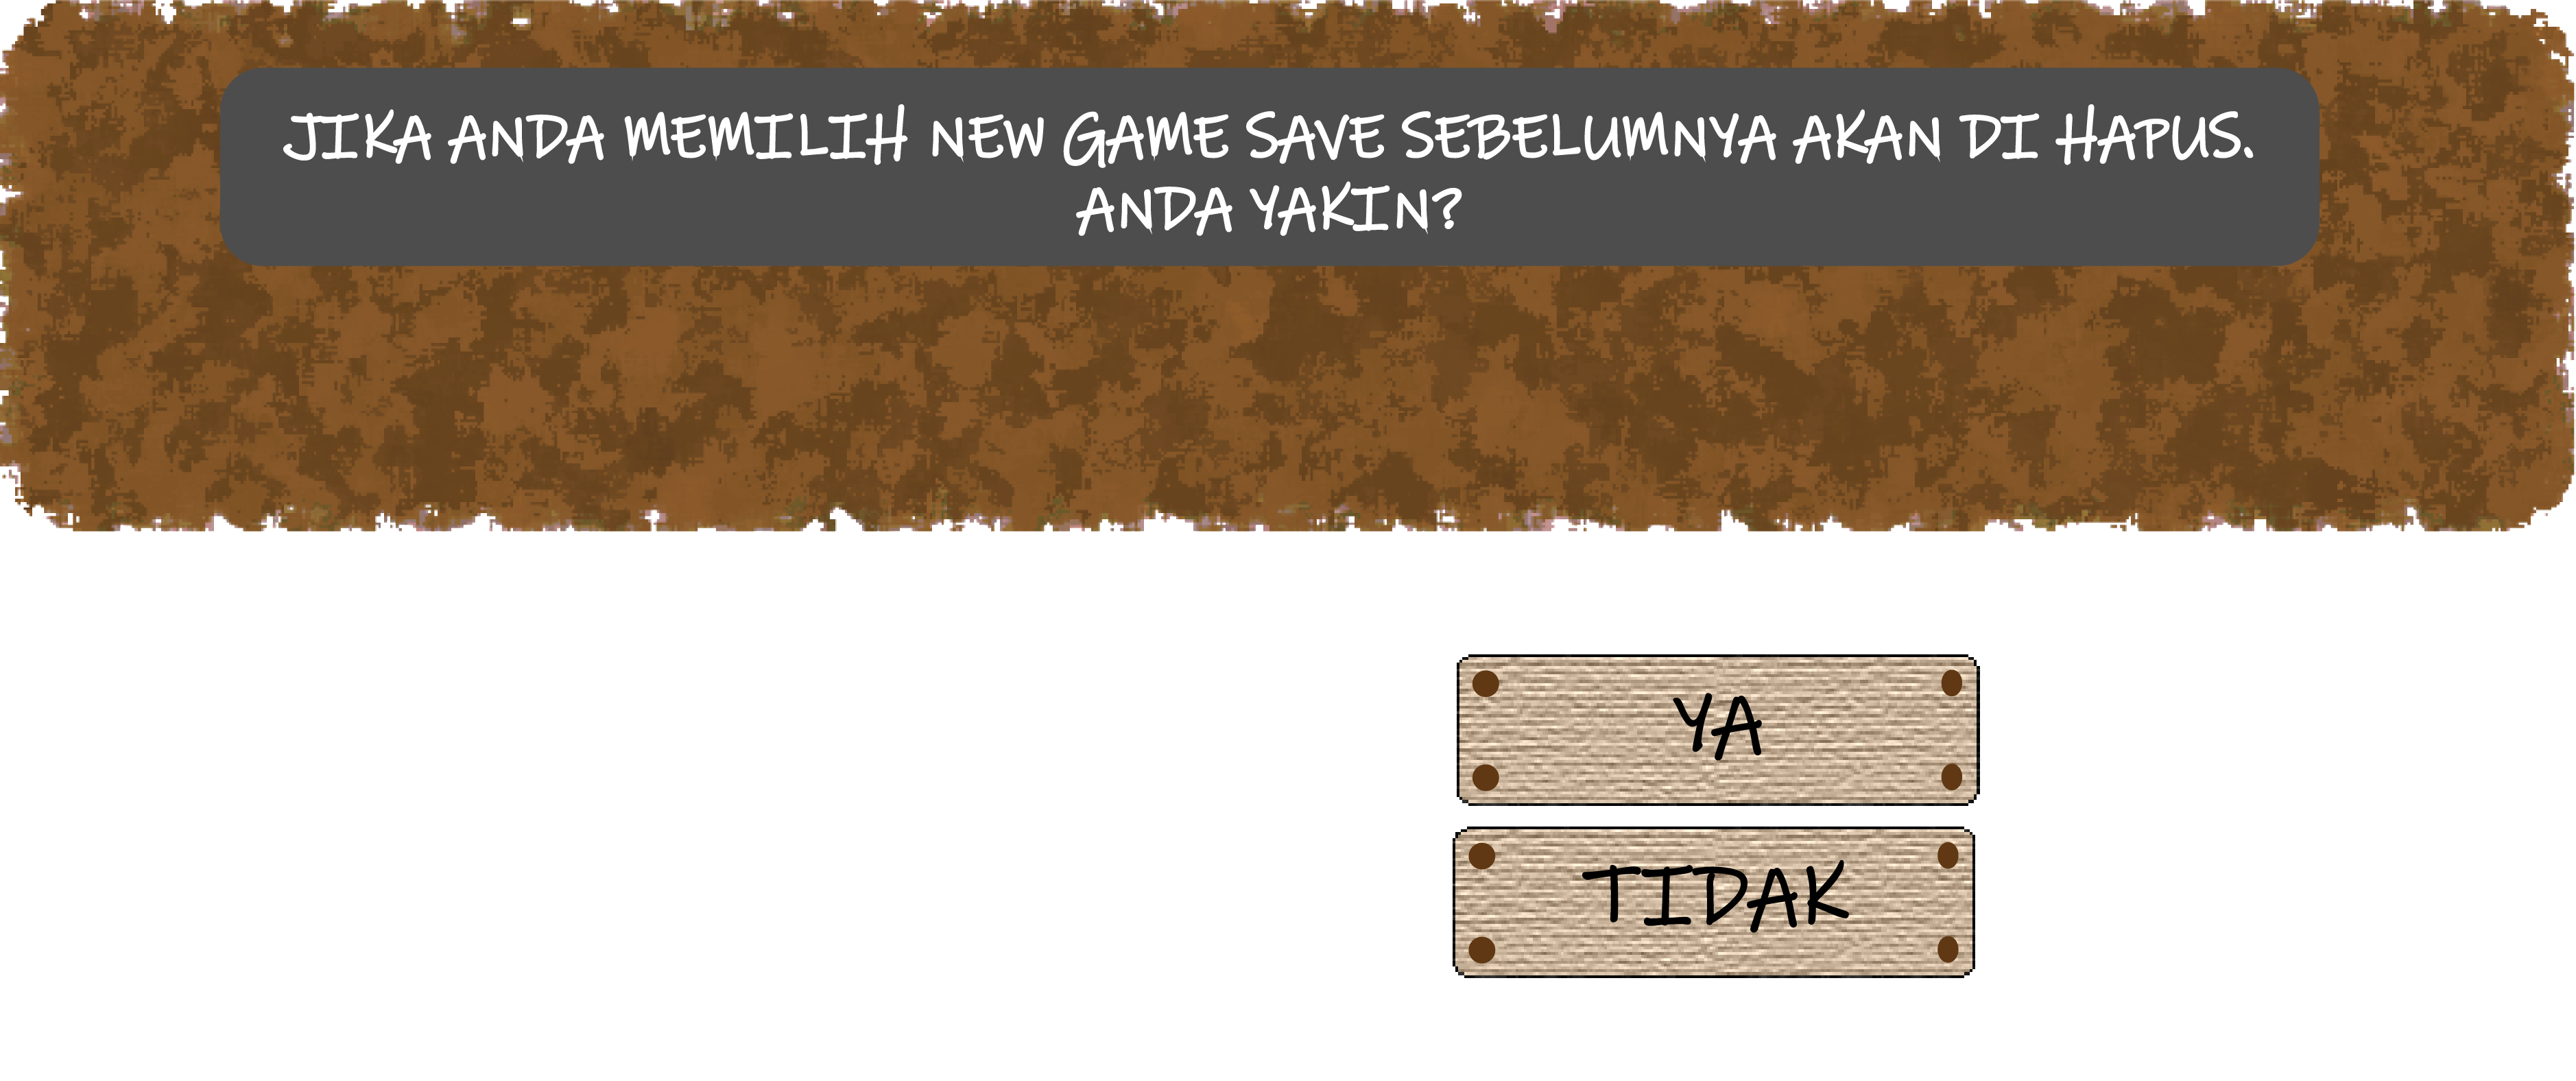 JIKA ANDA MEMILIH NEW GAME SAVE SEBELUMNYA AKAN DI HAPUS.
ANDA YAKIN?
YA
TIDAK